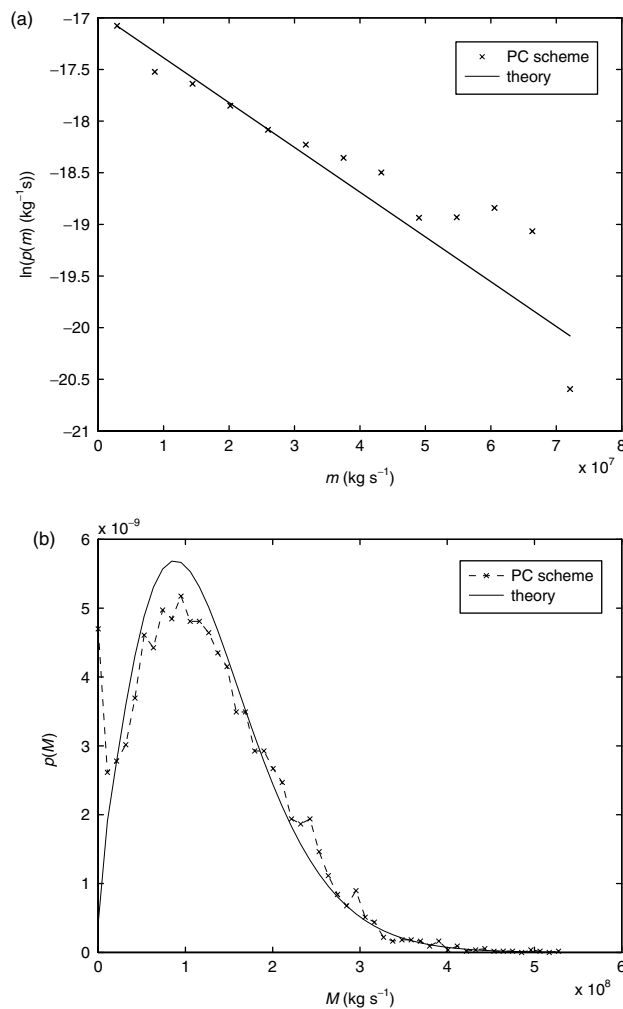 (a)
−17
−17.5
−18
−18.5
−19
−19.5
−20
−20.5
−21
ln(p(m) (kg⁻¹s))
PC scheme
theory
0
1
2
3
4
5
6
7
8
x 10⁷
m (kg s⁻¹)
(b)
x 10⁻⁹
6
5
4
3
2
1
0
p(M)
PC scheme
theory
0
1
2
3
4
5
6
x 10⁸
M (kg s⁻¹)